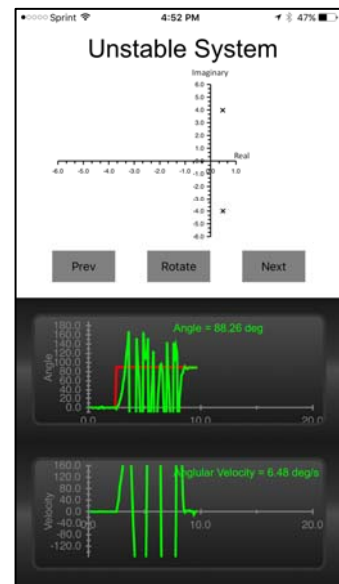 Sprint 4:52 PM 47%
Unstable System
Imaginary
6.0
5.0
4.0
3.0
2.0
1.0
Real
-6.0 -5.0 -4.0 -3.0 -2.0 -1.0 0.0 1.0
-1.0
-2.0
-3.0
-4.0
-5.0
-6.0
Prev Rotate Next
180.0
160.0
140.0
120.0
100.0
80.0
60.0
40.0
20.0
0.0
Angle
Angle = 88.26 deg
0.0 10.0 20.0
160.0
120.0
80.0
40.0
0.0
-40.0
-80.0
-120.0
Velocity
Anglular Velocity = 6.48 deg/s
0.0 10.0 20.0